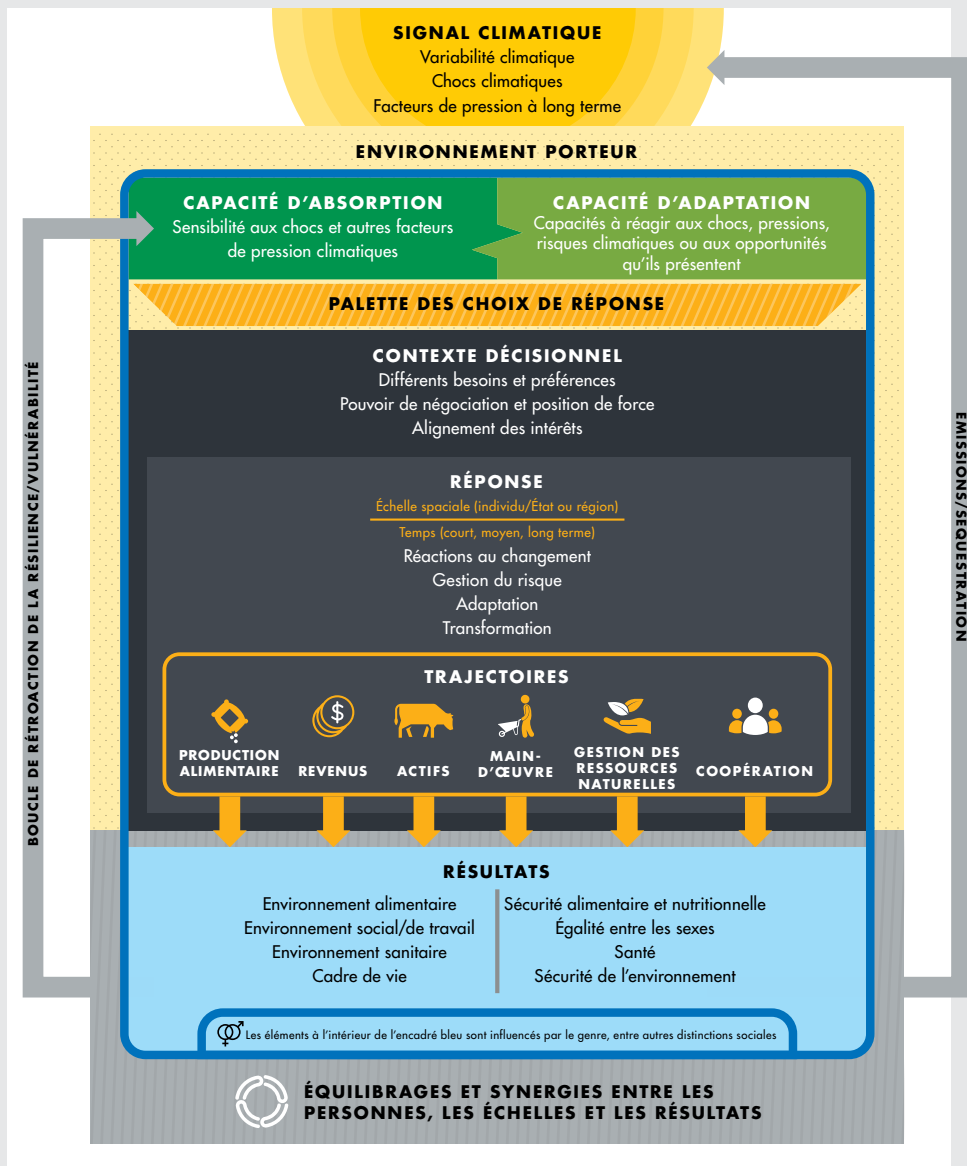 SIGNAL CLIMATIQUE
Variabilité climatique
Chocs climatiques
Facteurs de pression à long terme
ENVIRONNEMENT PORTEUR
CAPACITÉ D'ABSORPTION
Sensibilité aux chocs et autres facteurs
de pression climatiques
CAPACITÉ D'ADAPTATION
Capacités à réagir aux chocs, pressions,
risques climatiques ou aux opportunités
qu'ils présentent
PALETTE DES CHOIX DE RÉPONSE
CONTEXTE DÉCISIONNEL
Différents besoins et préférences
Pouvoir de négociation et position de force
Alignement des intérêts
RÉPONSE
Échelle spaciale (individu/État ou région)
Temps (court, moyen, long terme)
Réactions au changement
Gestion du risque
Adaptation
Transformation
TRAJECTOIRES
$
PRODUCTION
ALIMENTAIRE
REVENUS
ACTIFS
MAIN-
D'ŒUVRE
GESTION DES
RESSOURCES
NATURELLES
COOPÉRATION
RÉSULTATS
Environnement alimentaire
Environnement social/de travail
Environnement sanitaire
Cadre de vie
Sécurité alimentaire et nutritionnelle
Égalité entre les sexes
Santé
Sécurité de l'environnement
Les éléments à l'intérieur de l'encadré bleu sont influencés par le genre, entre autres distinctions sociales
ÉQUILIBRAGES ET SYNERGIES ENTRE LES
PERSONNES, LES ÉCHELLES ET LES RÉSULTATS
BOUCLE DE RÉTROACTION DE LA RÉSILIENCE/VULNÉRABILITÉ
EMISSIONS/SEQUESTRATION